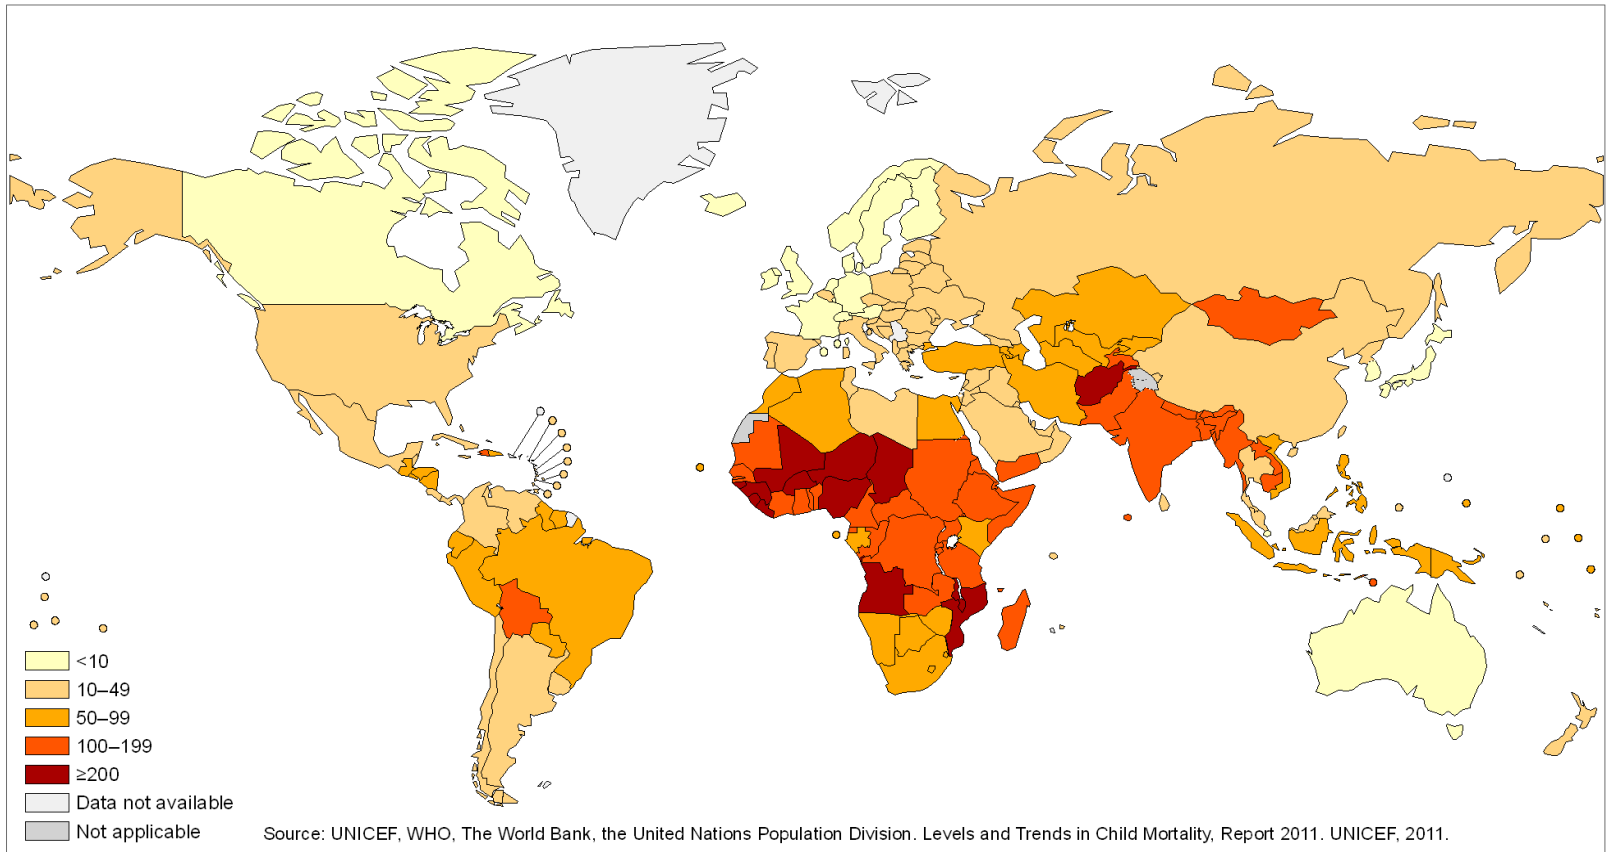 <10
10–49
50–99
100–199
≥200
Data not available
Not applicable
Source: UNICEF, WHO, The World Bank, the United Nations Population Division. Levels and Trends in Child Mortality, Report 2011. UNICEF, 2011.